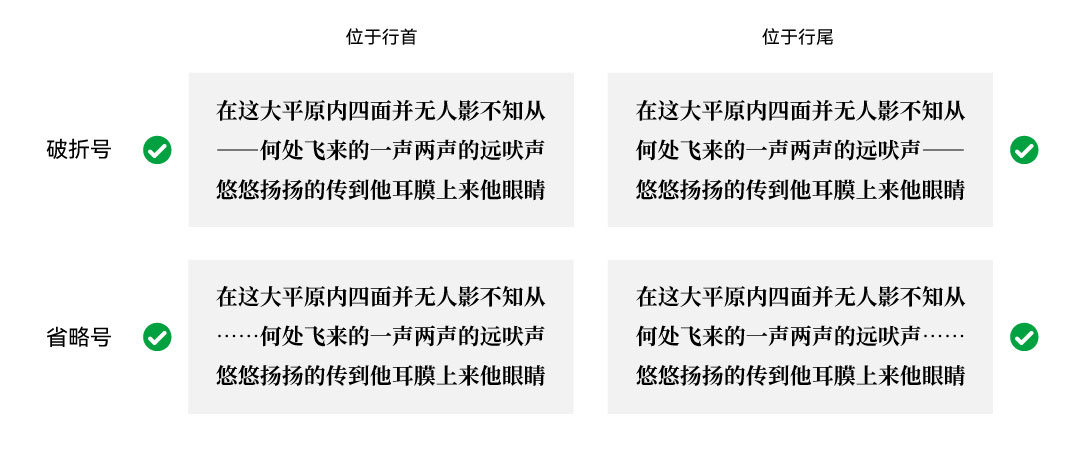 位于行首
位于行尾
破折号
在这大平原内四面并无人影不知从
——何处飞来的一声两声的远吠声
悠悠扬扬的传到他耳膜上来他眼睛
在这大平原内四面并无人影不知从
何处飞来的一声两声的远吠声——
悠悠扬扬的传到他耳膜上来他眼睛
省略号
在这大平原内四面并无人影不知从
……何处飞来的一声两声的远吠声
悠悠扬扬的传到他耳膜上来他眼睛
在这大平原内四面并无人影不知从
何处飞来的一声两声的远吠声……
悠悠扬扬的传到他耳膜上来他眼睛